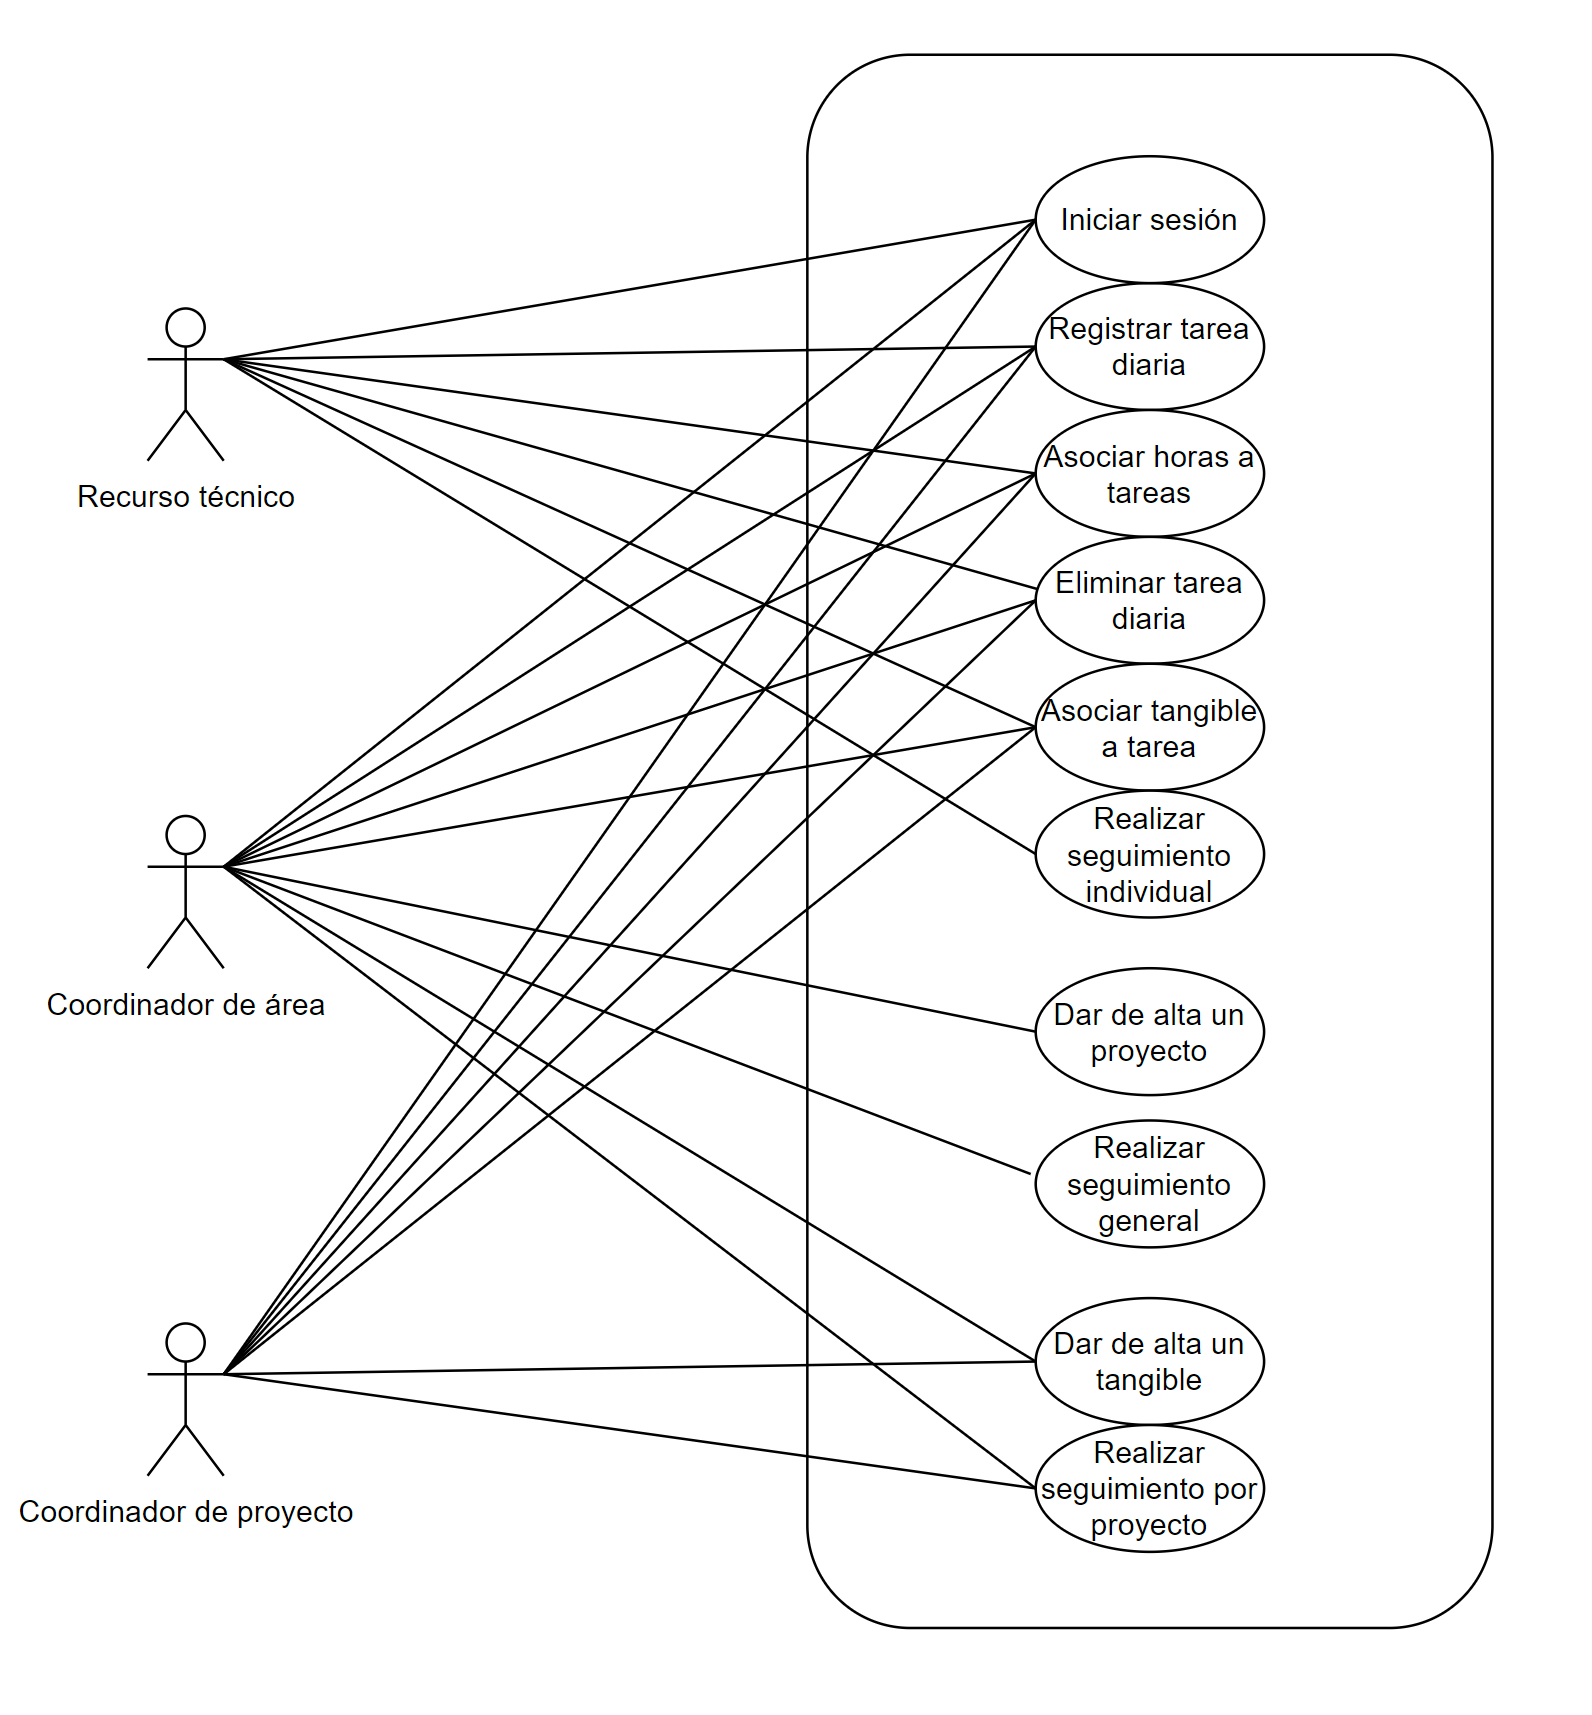 Iniciar sesión
Registrar tarea
diaria
Asociar horas a
tareas
Recurso técnico
Eliminar tarea
diaria
Asociar tangible
a tarea
Realizar
seguimiento
individual
Coordinador de área
Dar de alta un
proyecto
Realizar
seguimiento
general
Dar de alta un
tangible
Realizar
seguimiento por
proyecto
Coordinador de proyecto